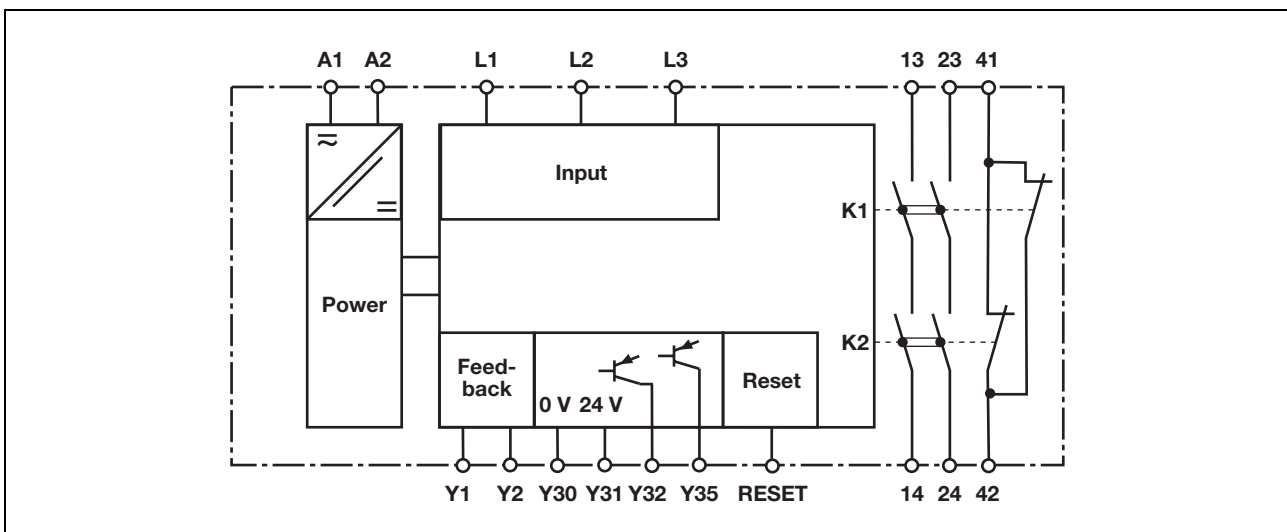 A1 A2 L1 L2 L3 13 23 41
Input
K1
Power
K2
Feed-
back
0 V 24 V
Reset
Y1 Y2 Y30 Y31 Y32 Y35 RESET 14 24 42